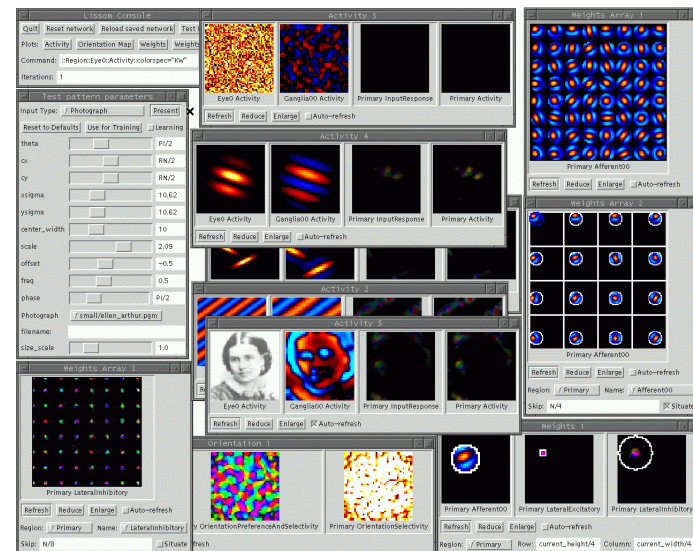 Lissom Console
Quit Reset network Reload saved network Test
Plots: Activity Orientation Map Weights Weights
Command: ::Region::Eye0::Activity::colorspec="KW"
Iterations: 1
Test pattern parameters
Input Type: Photograph Present
Reset to Defaults Use for Training Learning
theta PI/2
cx RN/2
cy RN/2
xsigma 10.62
ysigma 10.62
center_width 10
scale 2.09
offset -0.5
freq 0.5
phase PI/2
Photograph /small/ellen_arthur.pgm
filename:
size_scale 1.0
Weights Array 3
Primary LateralInhibitory
Refresh Reduce Enlarge Auto-refresh
Region: Primary Name: LateralInhibitory
Skip: N/8 Situate
Activity 3
Eye0 Activity Ganglia00 Activity Primary InputResponse Primary Activity
Refresh Reduce Enlarge Auto-refresh
Activity 4
Eye0 Activity Ganglia00 Activity Primary InputResponse Primary Activity
Refresh Reduce Enlarge Auto-refresh
Activity 2
Activity 5
Eye0 Activity Ganglia00 Activity Primary InputResponse Primary Activity
Refresh Reduce Enlarge Auto-refresh
Orientation 1
y OrientationPreferenceAndSelectivity Primary OrientationSelectivity
fresh
Weights Array 1
Primary Afferent00
Refresh Reduce Enlarge Auto-refresh
Weights Array 2
Primary Afferent00
Refresh Reduce Enlarge Auto-refresh
Region: Primary Name: Afferent00
Skip: N/4 Situate
Weights 1
Primary Afferent00 Primary LateralExcitatory Primary LateralInhibitory
Refresh Reduce Enlarge Auto-refresh
Region: Primary Row: current_height/4 Column: current_width/4